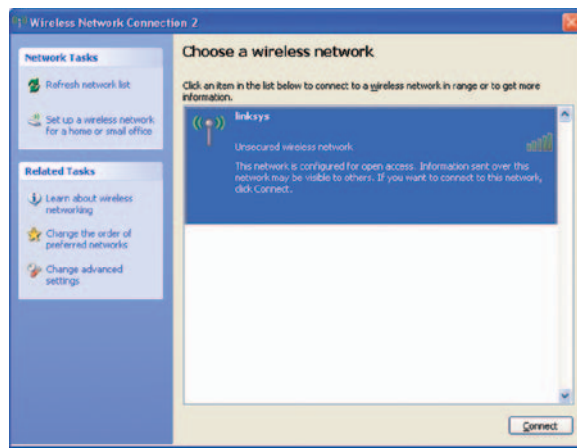 Wireless Network Connection 2
Network Tasks
Refresh network list
Set up a wireless network
for a home or small office
Related Tasks
Learn about wireless
networking
Change the order of
preferred networks
Change advanced
settings
Choose a wireless network
Click an item in the list below to connect to a wireless network in range or to get more
information.
linksys
Unsecured wireless network
This network is configured for open access. Information sent over this
network may be visible to others. If you want to connect to this network,
click Connect.
Connect